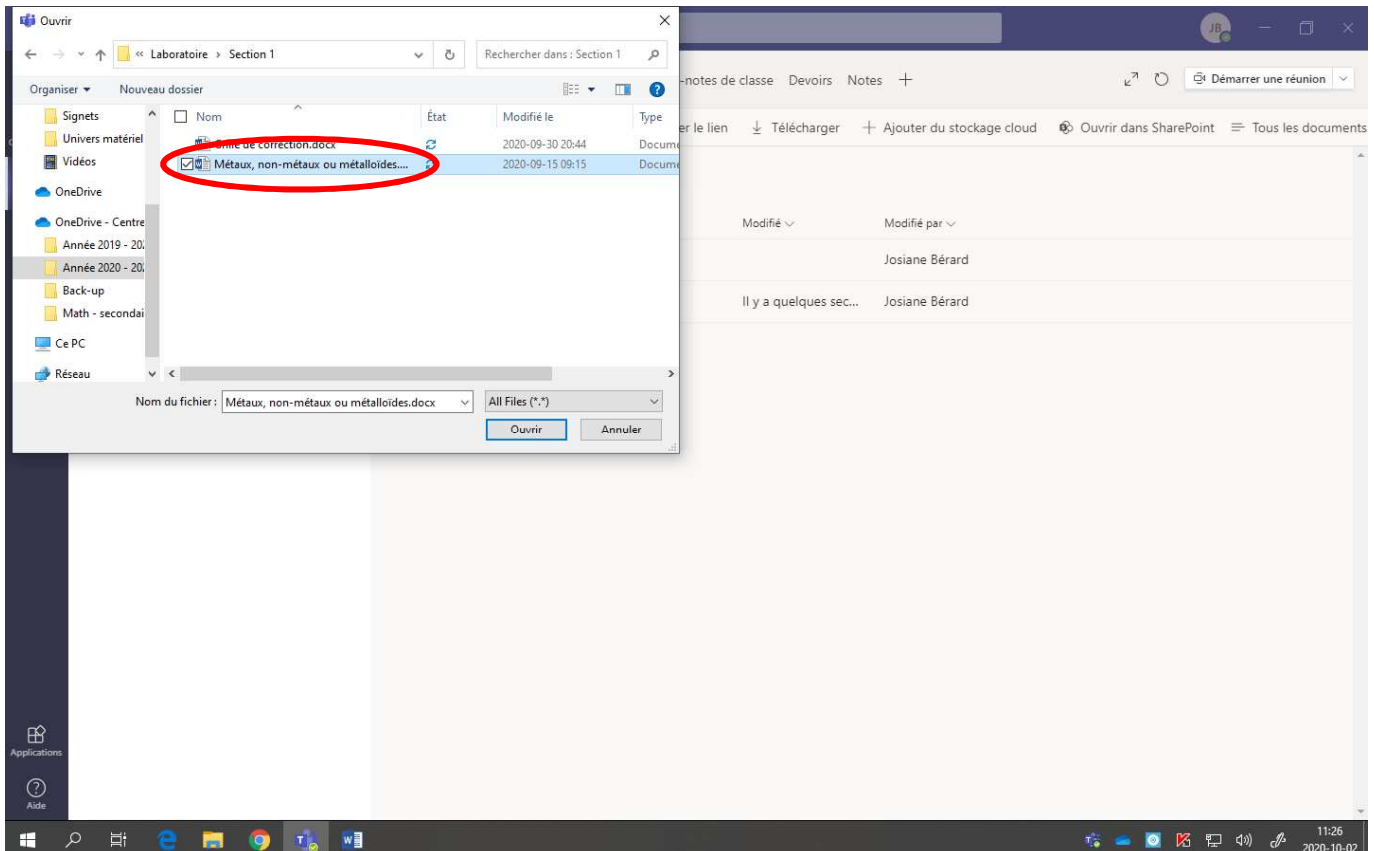 Ouvrir
« Laboratoire > Section 1
Rechercher dans : Section 1
Organiser
Nouveau dossier
Signets
Univers matériel
Vidéos
OneDrive
OneDrive - Centre
Année 2019 - 20
Année 2020 - 20
Back-up
Math - secondai
Ce PC
Réseau
Nom
État
Modifié le
Type
Grille de correction.docx
2020-09-30 20:44
Docume
Métaux, non-métaux ou métalloïdes....
2020-09-15 09:15
Docume
Nom du fichier :
Métaux, non-métaux ou métalloïdes.docx
All Files (*.*)
Ouvrir
Annuler
JB
-notes de classe
Devoirs
Notes
Démarrer une réunion
er le lien
Télécharger
Ajouter du stockage cloud
Ouvrir dans SharePoint
Tous les documents
Modifié
Modifié par
Josiane Bérard
Il y a quelques sec...
Josiane Bérard
Applications
Aide
11:26
2020-10-02